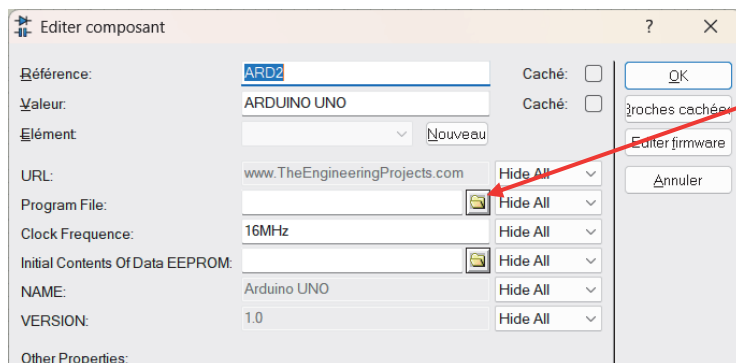 Editer composant ? X
Référence: ARD2 Caché: OK
Valeur: ARDUINO UNO Caché: Broches cachées
Elément: Nouveau Editer firmware
URL: www.TheEngineeringProjects.com Hide All Annuler
Program File: Hide All
Clock Frequence: 16MHz Hide All
Initial Contents Of Data EEPROM: Hide All
NAME: Arduino UNO Hide All
VERSION: 1.0 Hide All
Other Properties: